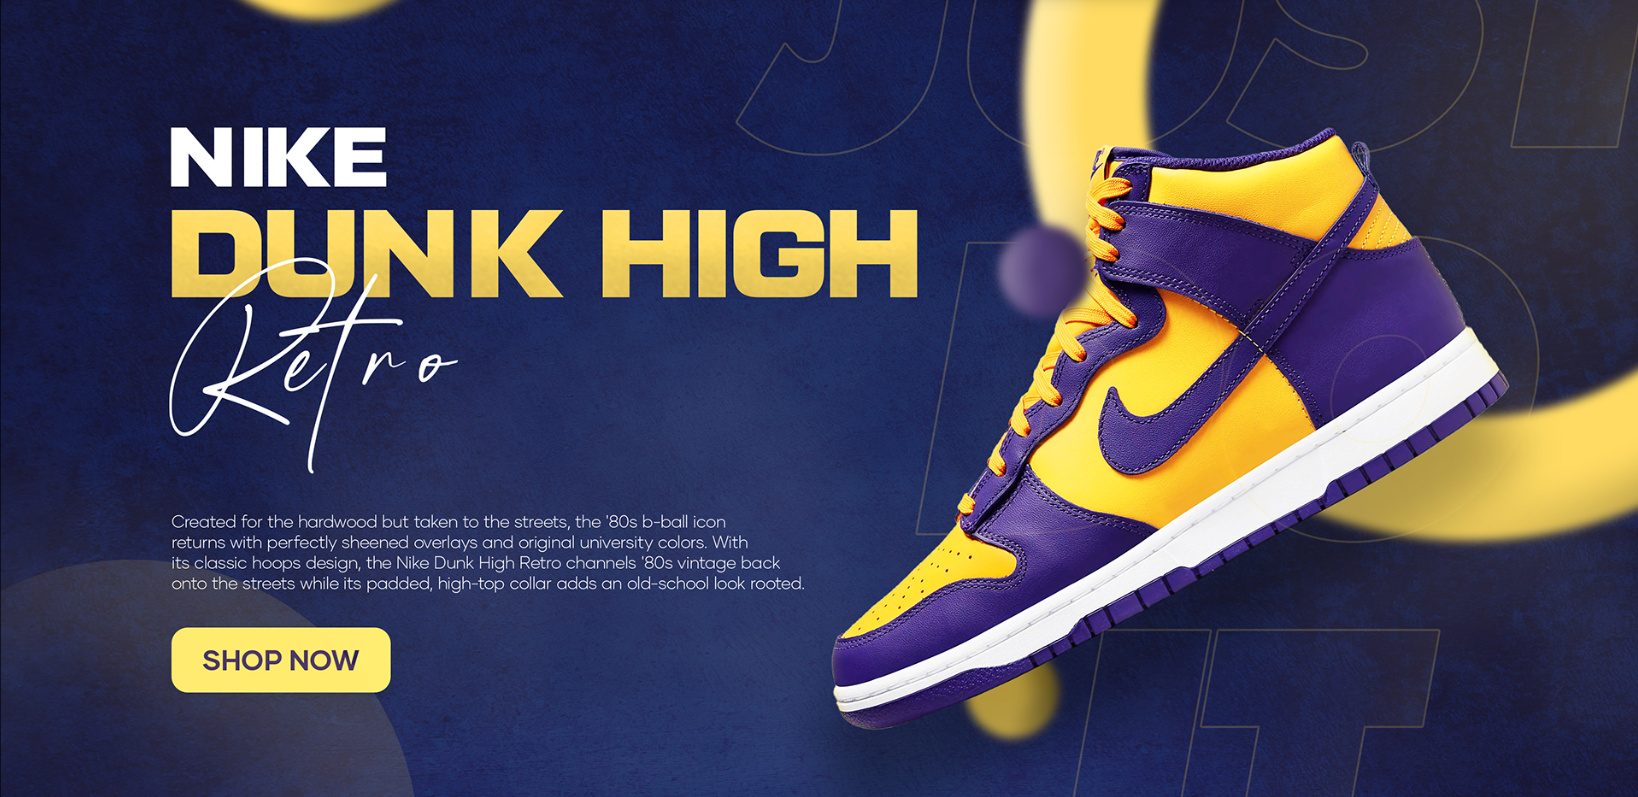 NIKE
DUNK HIGH
Retro
Created for the hardwood but taken to the streets, the '80s b-ball icon
returns with perfectly sheened overlays and original university colors. With
its classic hoops design, the Nike Dunk High Retro channels '80s vintage back
onto the streets while its padded, high-top collar adds an old-school look rooted.
SHOP NOW
JUST
DO
IT